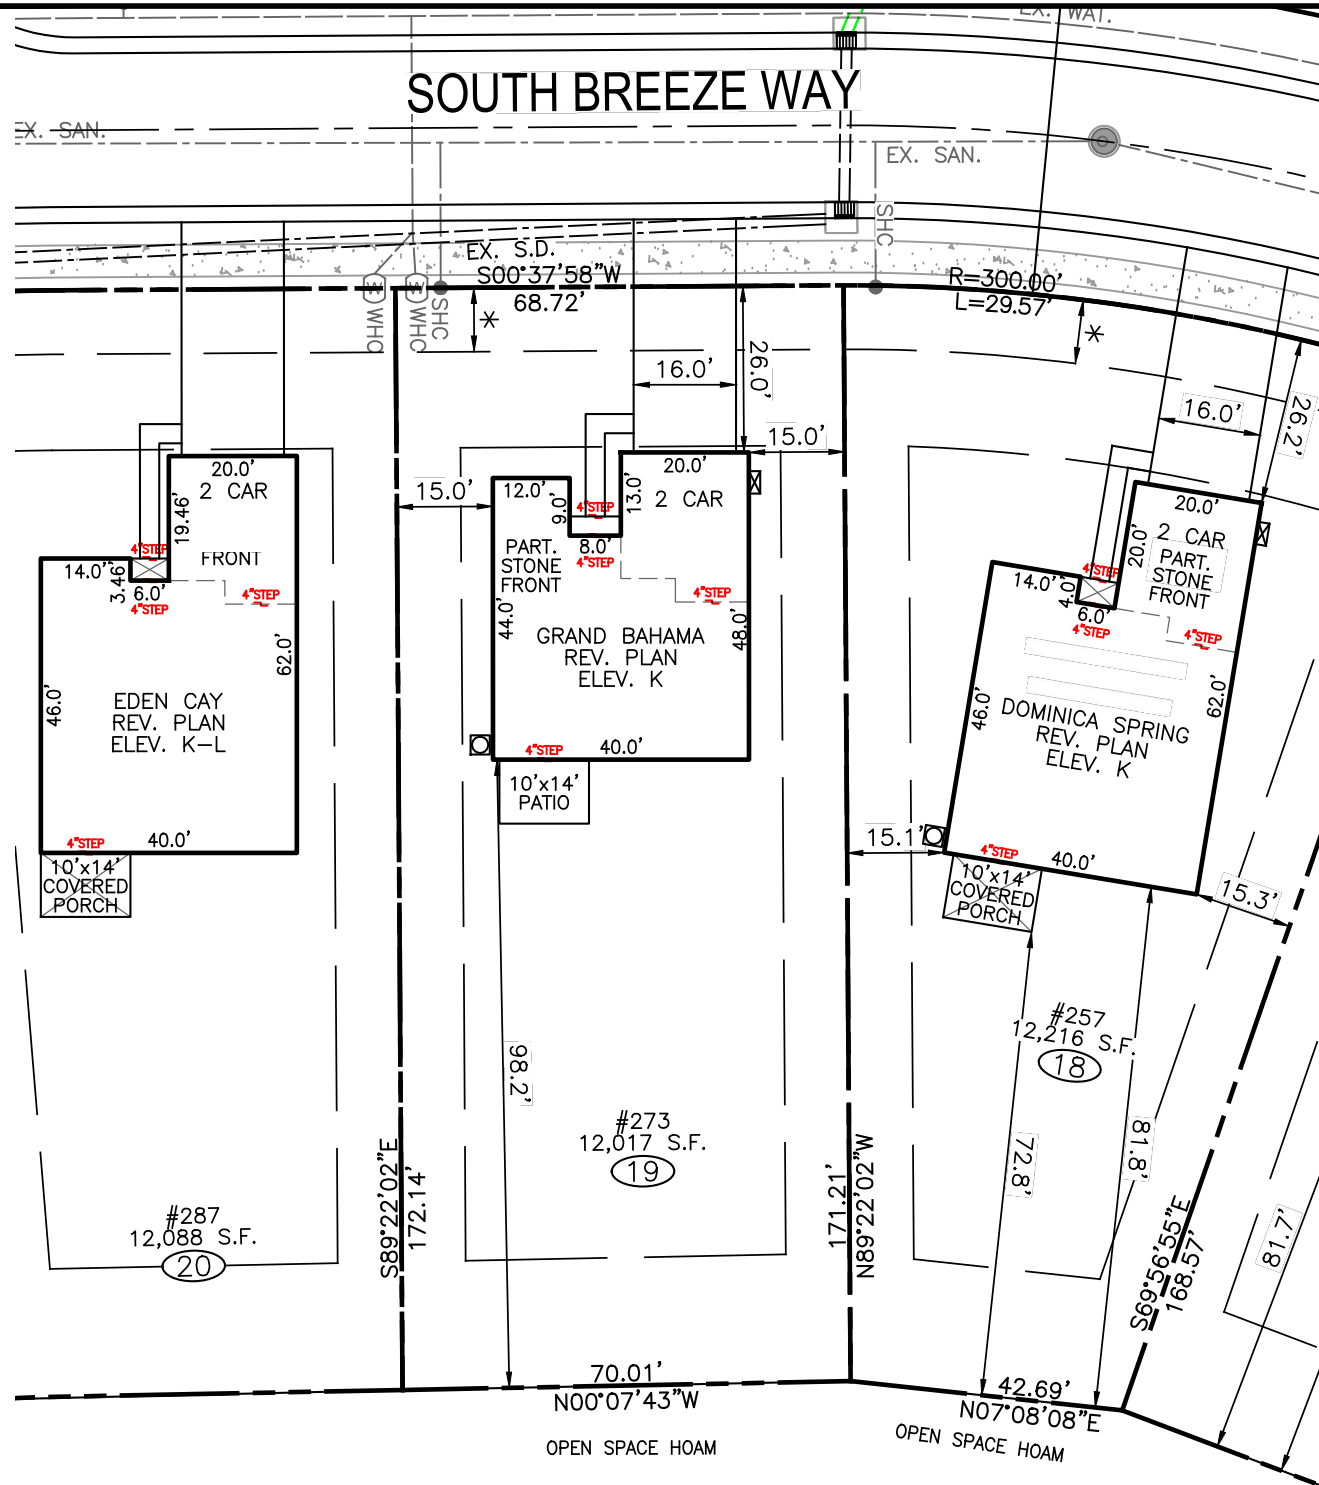 EX. WAT.
SOUTH BREEZE WAY
EX. SAN.
EX. SAN.
SHC
EX. S.D.
S00°37'58"W
68.72'
R=300.00'
L=29.57'
W
WHC
W
WHC
SHC
*
*
16.0'
26.0'
15.0'
16.0'
26.2'
20.0'
2 CAR
19.46'
FRONT
4"STEP
14.0'
3.46'
6.0'
4"STEP
4"STEP
62.0'
46.0'
EDEN CAY
REV. PLAN
ELEV. K-L
4"STEP
40.0'
10'x14'
COVERED
PORCH
15.0'
12.0'
9.0'
4"STEP
13.0'
20.0'
2 CAR
8.0'
4"STEP
PART.
STONE
FRONT
4"STEP
44.0'
48.0'
GRAND BAHAMA
REV. PLAN
ELEV. K
4"STEP
40.0'
10'x14'
PATIO
20.0'
2 CAR
PART.
STONE
FRONT
20.0'
14.0'
4"STEP
4.0'
6.0'
4"STEP
4"STEP
46.0'
62.0'
DOMINICA SPRING
REV. PLAN
ELEV. K
15.1'
4"STEP
40.0'
10'x14'
COVERED
PORCH
15.3'
98.2'
#257
12,216 S.F.
18
72.8'
81.8'
#273
12,017 S.F.
19
#287
12,088 S.F.
20
S89°22'02"E
172.14'
171.21'
N89°22'02"W
S69°56'55"E
168.57'
81.7'
70.01'
N00°07'43"W
42.69'
N07°08'08"E
OPEN SPACE HOAM
OPEN SPACE HOAM